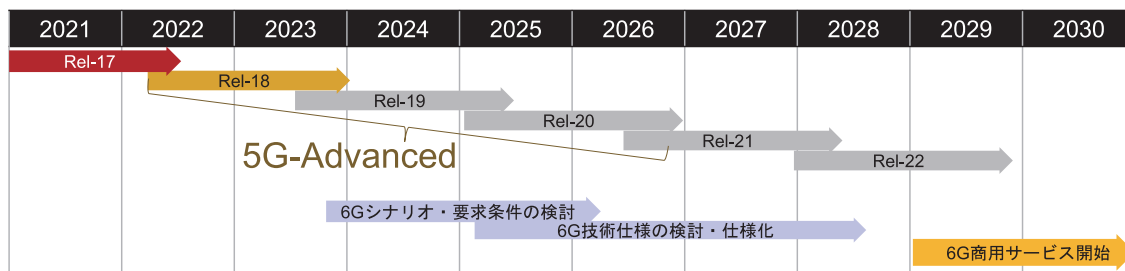 2021 2022 2023 2024 2025 2026 2027 2028 2029 2030
Rel-17
Rel-18
Rel-19
Rel-20
Rel-21
Rel-22
5G-Advanced
6Gシナリオ・要求条件の検討
6G技術仕様の検討・仕様化
6G商用サービス開始